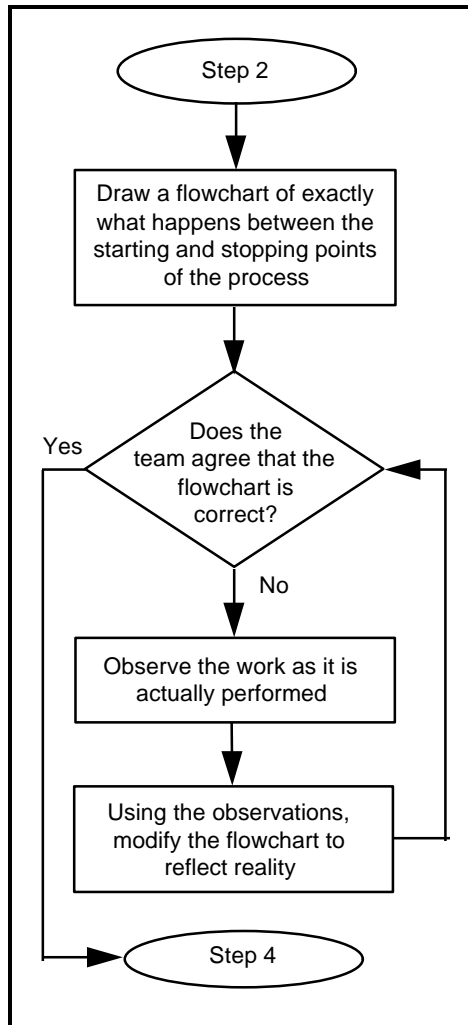 Step 2
Draw a flowchart of exactly
what happens between the
starting and stopping points
of the process
Does the
team agree that the
flowchart is
correct?
Yes
No
Observe the work as it is
actually performed
Using the observations,
modify the flowchart to
reflect reality
Step 4